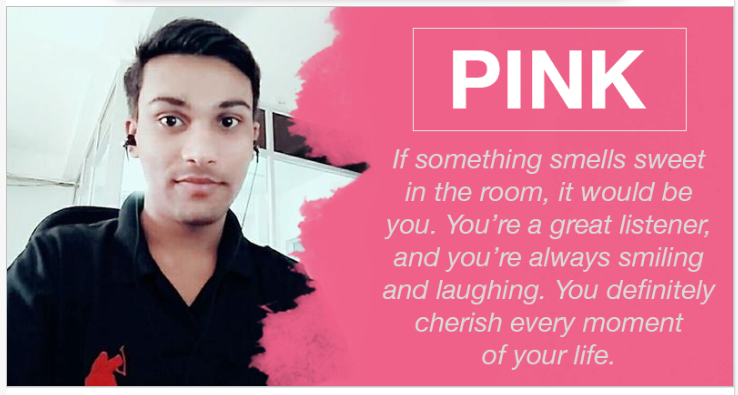 PINK
If something smells sweet
in the room, it would be
you. You're a great listener,
and you're always smiling
and laughing. You definitely
cherish every moment
of your life.